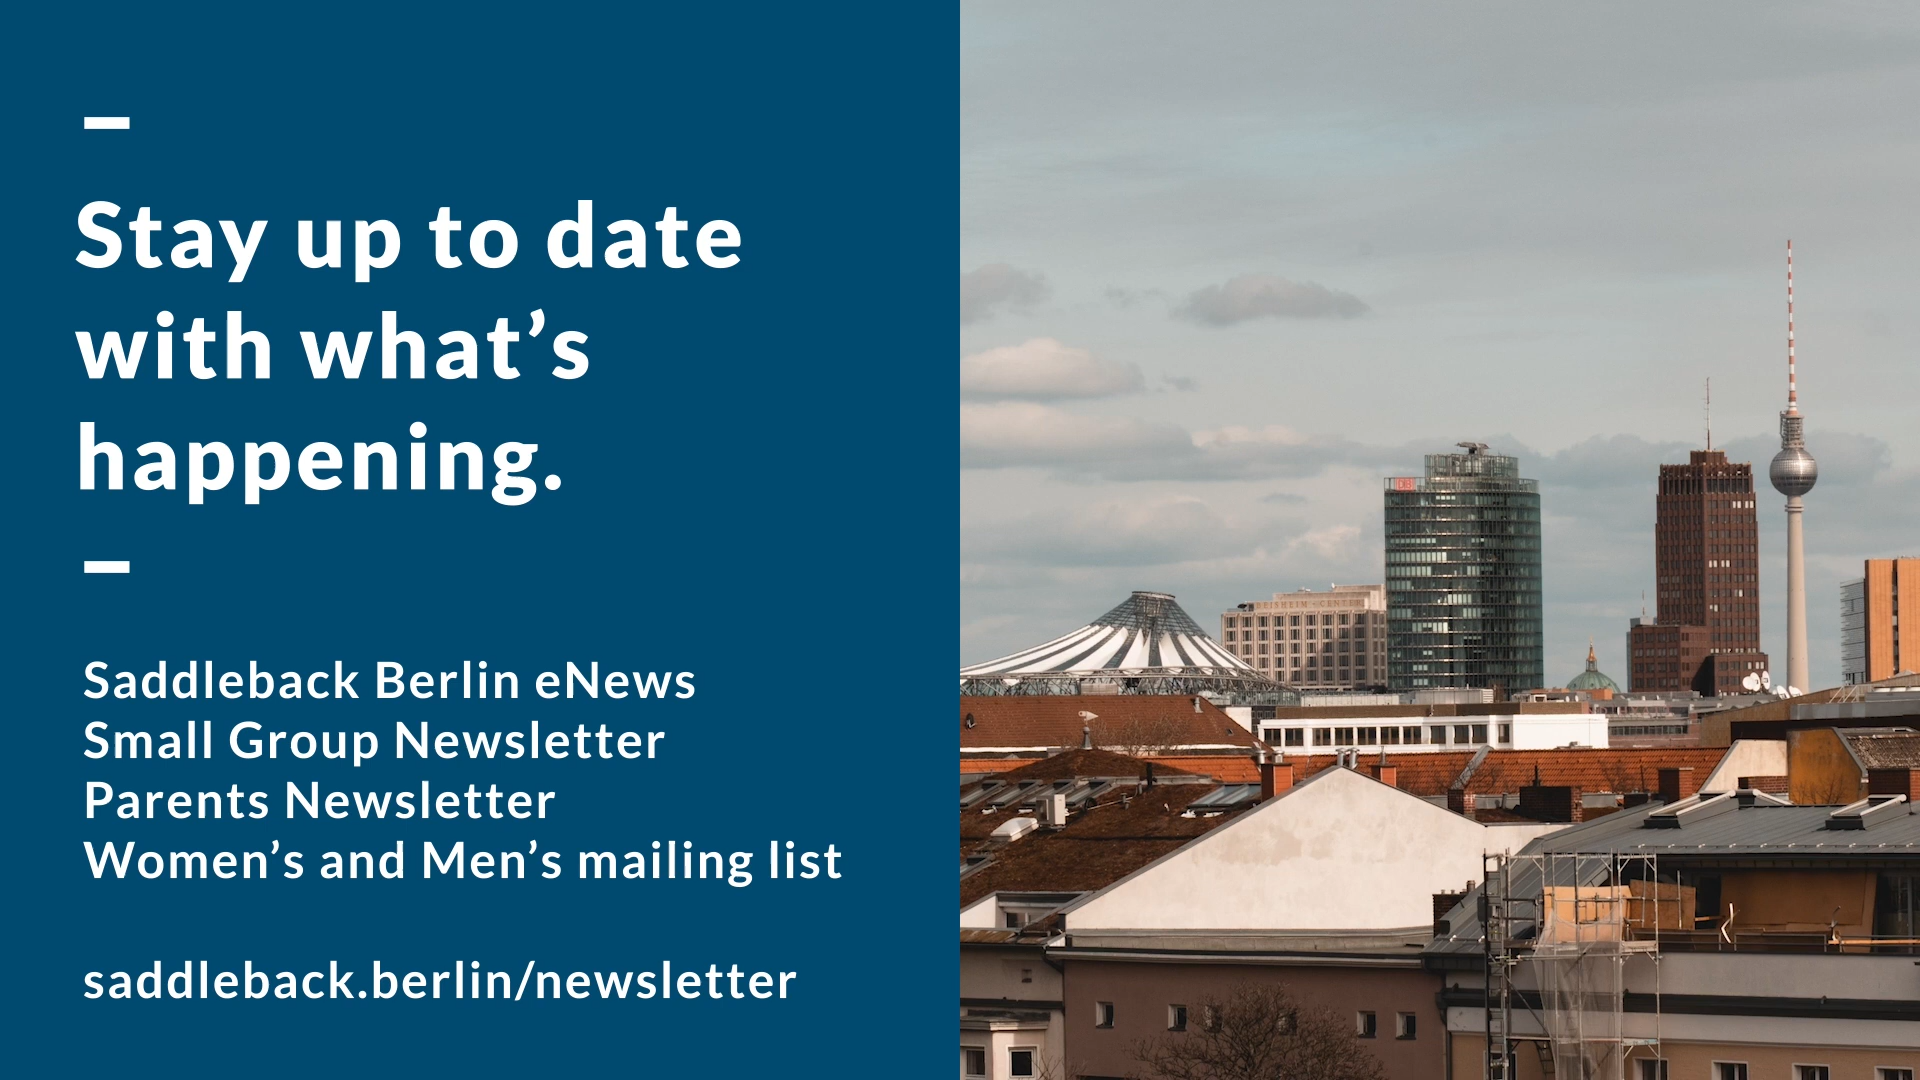 Stay up to date
with what’s
happening.
Saddleback Berlin eNews
Small Group Newsletter
Parents Newsletter
Women’s and Men’s mailing list
saddleback.berlin/newsletter
DB